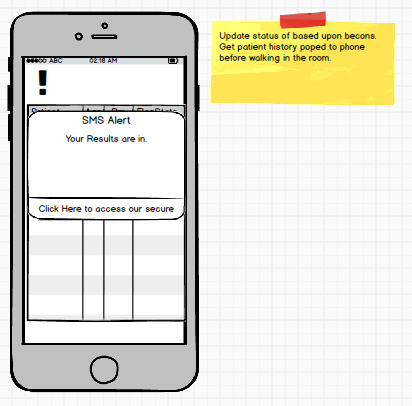 ABC 02:18 AM
!
SMS Alert
Your Results are in.
Click Here to access our secure
Update status of based upon becons.
Get patient history poped to phone
before walking in the room.